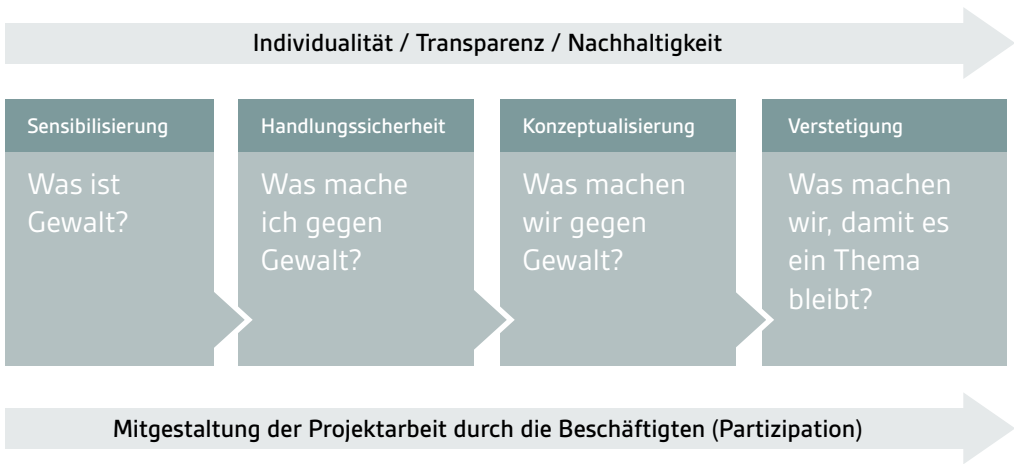 Individualität / Transparenz / Nachhaltigkeit
Sensibilisierung
Was ist
Gewalt?
Handlungssicherheit
Was mache
ich gegen
Gewalt?
Konzeptualisierung
Was machen
wir gegen
Gewalt?
Verstetigung
Was machen
wir, damit es
ein Thema
bleibt?
Mitgestaltung der Projektarbeit durch die Beschäftigten (Partizipation)